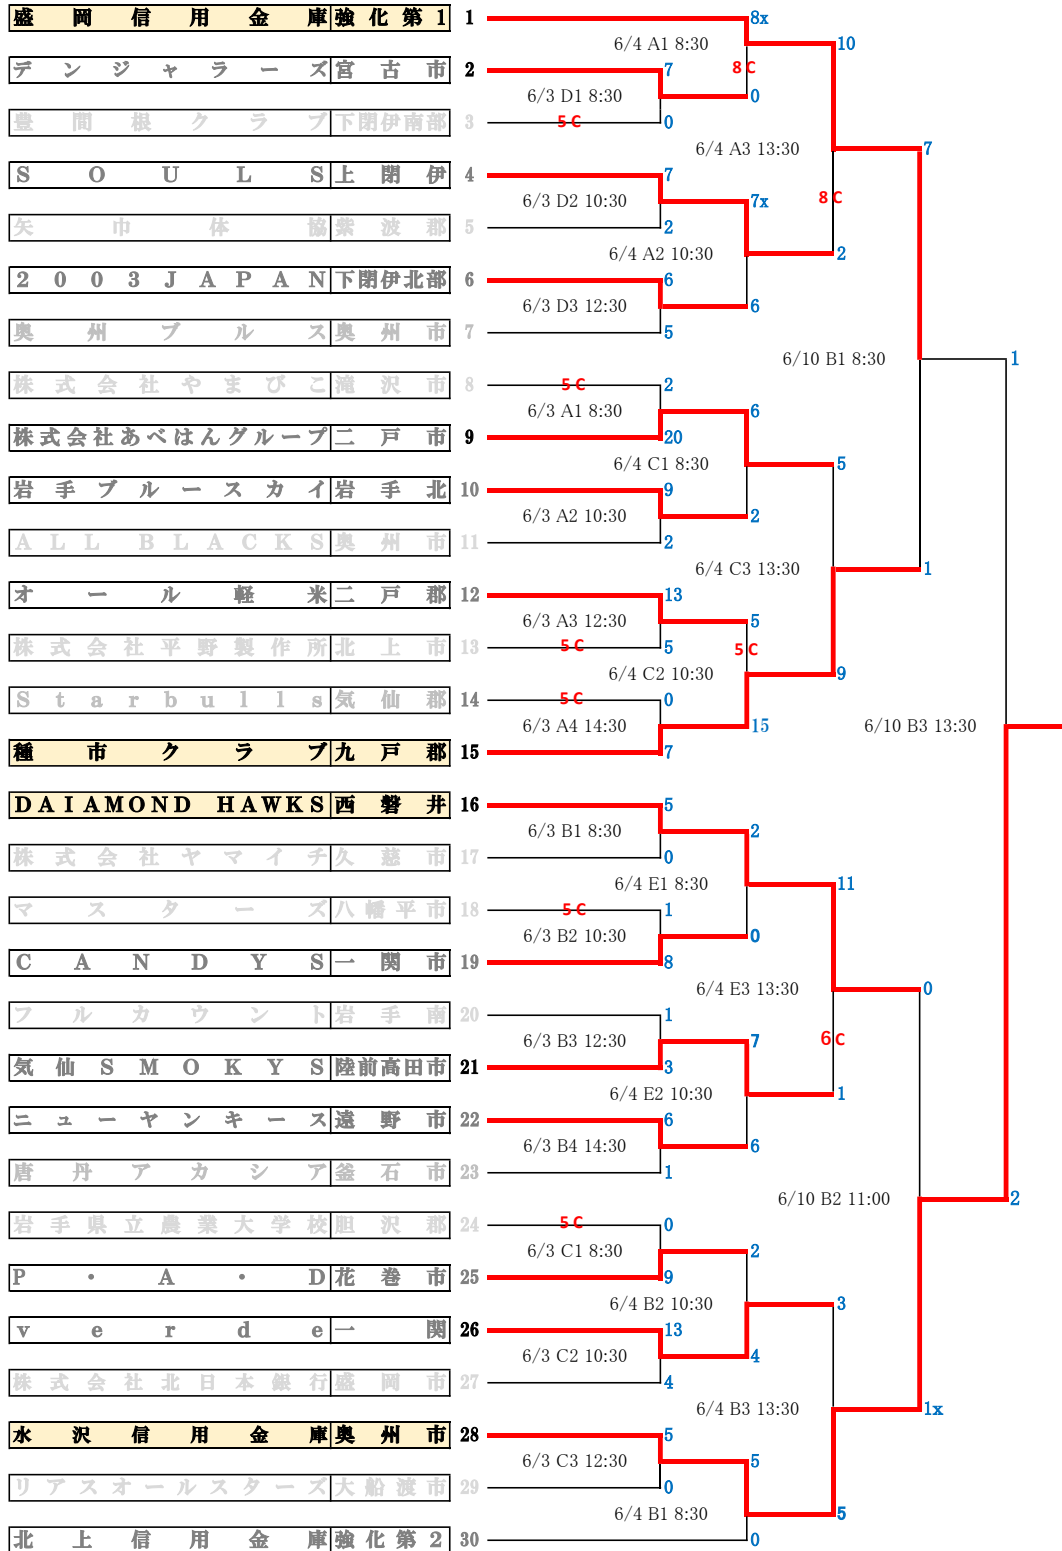 盛岡信用金庫 強化第1 1 8x
6/4 A1 8:30 10
デンジャラーズ 宮古市 2 7 8C
6/3 D1 8:30 0
豊間根クラブ 下閉伊南部 3 5C 0
6/4 A3 13:30 7
SOULS 上閉伊 4 7
6/3 D2 10:30 7x 8C
矢巾体協 紫波郡 5 2
6/4 A2 10:30 2
2003JAPAN 下閉伊北部 6 6
6/3 D3 12:30 6
奥州ブルス 奥州市 7 5
6/10 B1 8:30 1
株式会社やまびこ 滝沢市 8 5C 2
6/3 A1 8:30 6
株式会社あべはんグループ 二戸市 9 20
6/4 C1 8:30 5
岩手ブルースカイ 岩手北 10 9
6/3 A2 10:30 2
ALL BLACKS 奥州市 11 2
6/4 C3 13:30 1
オール軽米 二戸郡 12 13
6/3 A3 12:30 5
株式会社平野製作所 北上市 13 5C 5 5C
6/4 C2 10:30 9
Starbulls 気仙郡 14 5C 0
6/3 A4 14:30 15 6/10 B3 13:30
種市クラブ 九戸郡 15 7
DAIAMOND HAWKS 西磐井 16 5
6/3 B1 8:30 2
株式会社ヤマイチ 久慈市 17 0
6/4 E1 8:30 11
マスターズ 八幡平市 18 5C 1
6/3 B2 10:30 0
CANDYS 一関市 19 8
6/4 E3 13:30 0
フルカウント 岩手南 20 1
6/3 B3 12:30 7 6C
気仙SMOKYS 陸前高田市 21 3
6/4 E2 10:30 1
ニューヤンキース 遠野市 22 6
6/3 B4 14:30 6
唐丹アカシア 釜石市 23 1
6/10 B2 11:00 2
岩手県立農業大学校 胆沢郡 24 5C 0
6/3 C1 8:30 2
P・A・D 花巻市 25 9
6/4 B2 10:30 3
verde 一関 26 13
6/3 C2 10:30 4
株式会社北日本銀行 盛岡市 27 4
6/4 B3 13:30 1x
水沢信用金庫 奥州市 28 5
6/3 C3 12:30 5
リアスオールスターズ 大船渡市 29 0
6/4 B1 8:30 5
北上信用金庫 強化第2 30 0